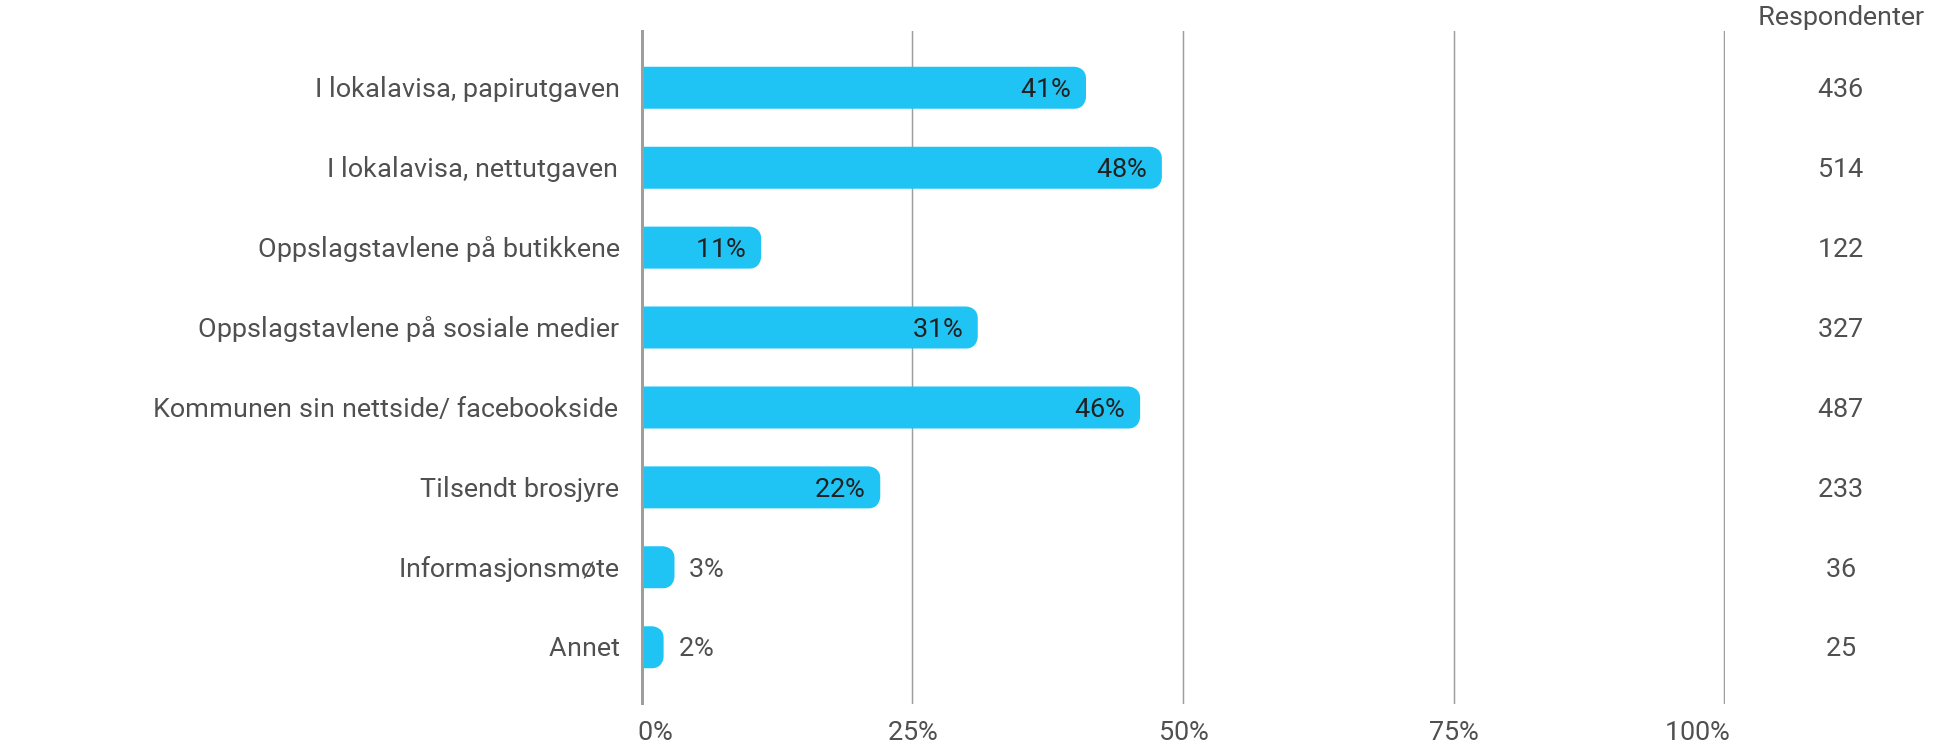 Respondenter
I lokalavisa, papirutgaven 41% 436
I lokalavisa, nettutgaven 48% 514
Oppslagstavlene på butikkene 11% 122
Oppslagstavlene på sosiale medier 31% 327
Kommunen sin nettside/ facebookside 46% 487
Tilsendt brosjyre 22% 233
Informasjonsmøte 3% 36
Annet 2% 25
0% 25% 50% 75% 100%